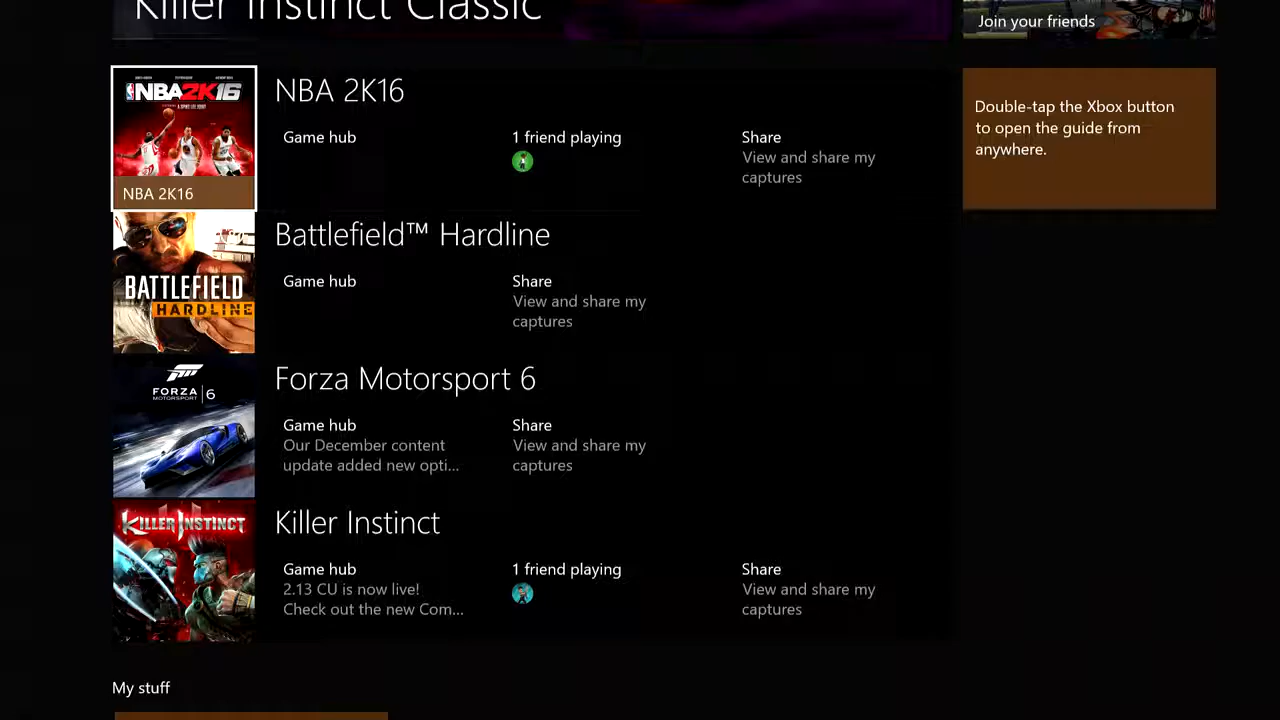 Killer Instinct Classic
Join your friends
NBA 2K16
NBA 2K16
Game hub
1 friend playing
Share
View and share my
captures
NBA 2K16
Double-tap the Xbox button
to open the guide from
anywhere.
BATTLEFIELD
HARDLINE
Battlefield™ Hardline
Game hub
Share
View and share my
captures
FORZA
MOTORSPORT 6
Forza Motorsport 6
Game hub
Our December content
update added new opti...
Share
View and share my
captures
KILLER INSTINCT
Killer Instinct
Game hub
2.13 CU is now live!
Check out the new Com...
1 friend playing
Share
View and share my
captures
My stuff